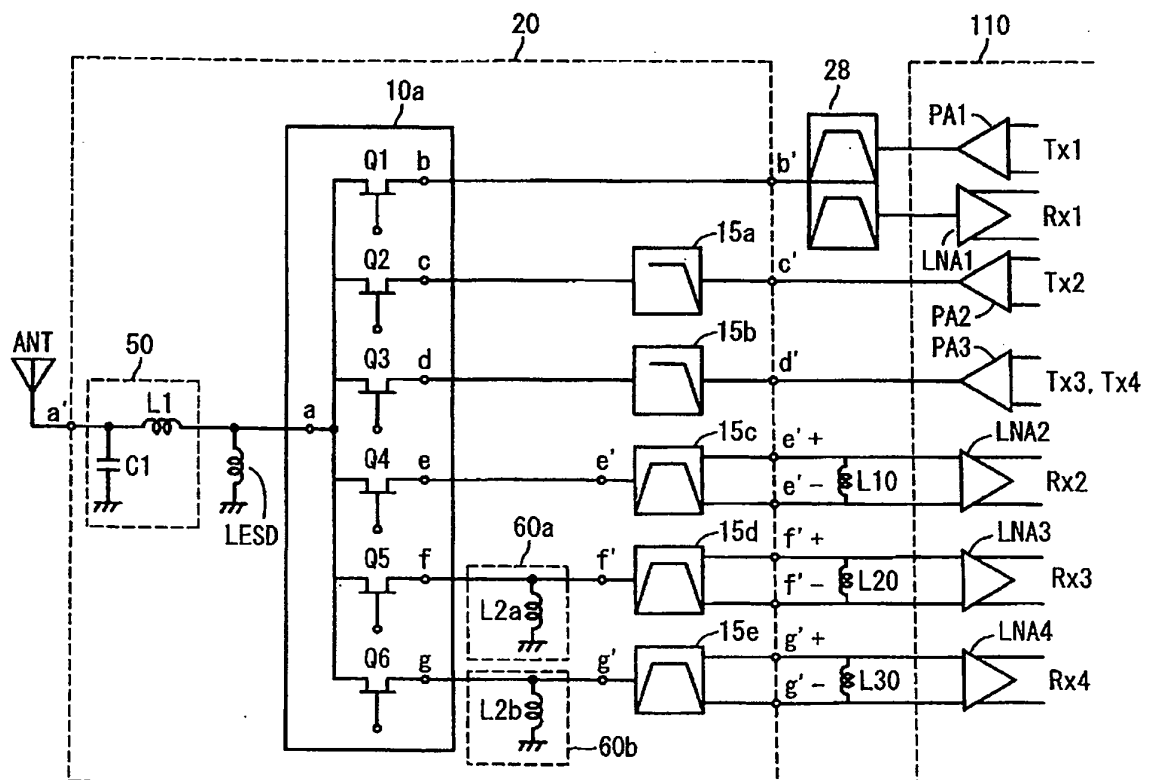 20
110
10a
28
PA1
Tx1
Q1
b
b'
Rx1
LNA1
15a
Q2
c
c'
Tx2
PA2
15b
PA3
ANT
50
Q3
d
d'
Tx3, Tx4
a'
L1
a
C1
LESD
15c
LNA2
Q4
e
e'
e' +
e' −
L10
Rx2
60a
15d
LNA3
Q5
f
f'
f' +
f' −
L20
Rx3
L2a
15e
LNA4
Q6
g
g'
g' +
g' −
L30
Rx4
L2b
60b